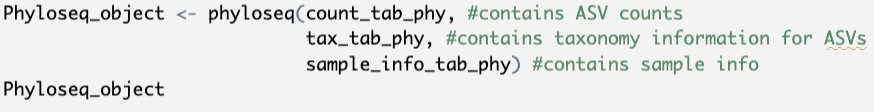 Phyloseq_object <- phyloseq(count_tab_phy, #contains ASV counts
tax_tab_phy, #contains taxonomy information for ASVs
sample_info_tab_phy) #contains sample info
Phyloseq_object